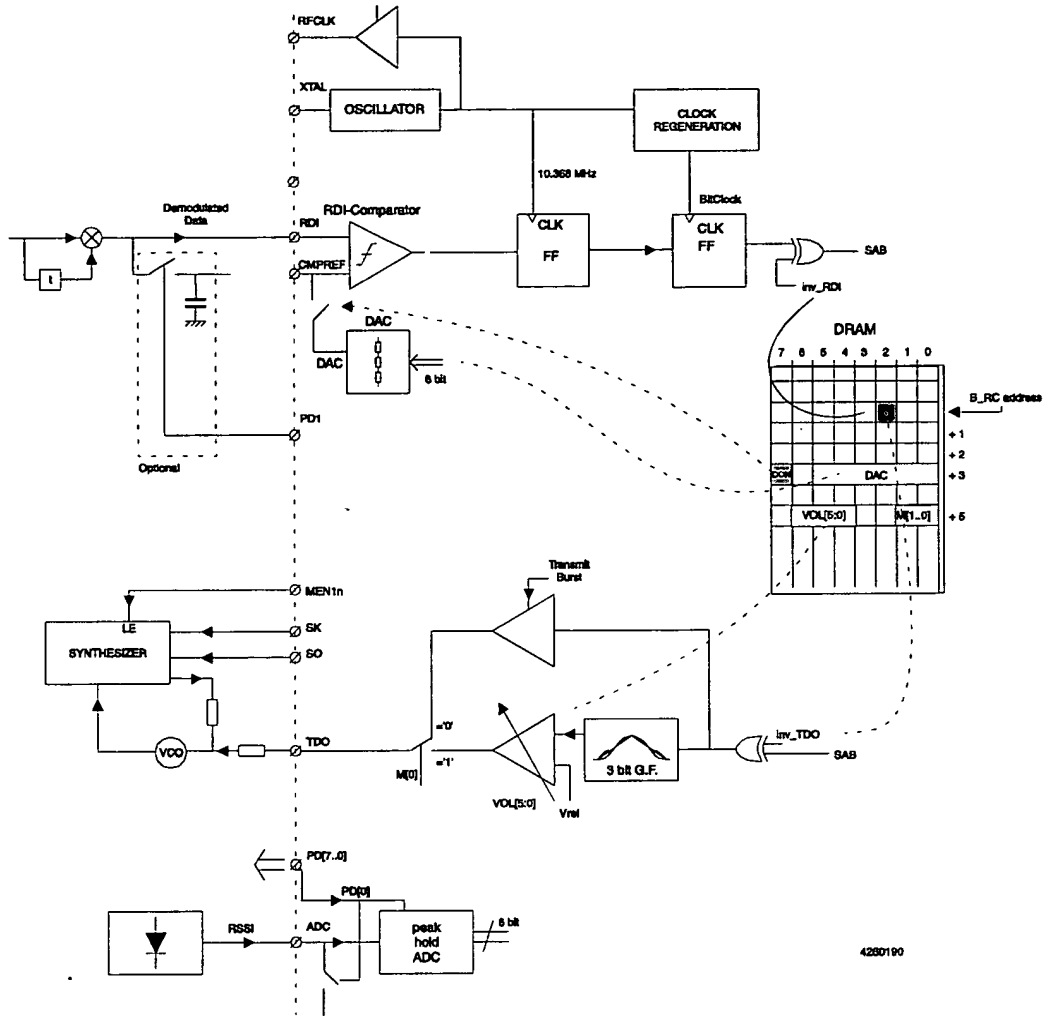 RFCLK
XTAL
OSCILLATOR
CLOCK
REGENERATION
10.368 MHz
BitClock
Demodulated
Data
RDI
RDI-Comparator
CLK
FF
CLK
FF
SAB
t
CMPREF
inv_RDI
DAC
DAC
6 bit
DRAM
7 6 5 4 3 2 1 0
B_RC address
+ 1
+ 2
DAC
+ 3
VOL[5:0]
M[1..0]
+ 5
PD1
Optional
MEN1n
LE
SK
SYNTHESIZER
SO
Transmit
Burst
TDO
VCO
='0'
='1'
M[0]
VOL[5:0]
Vref
3 bit G.F.
inv_TDO
SAB
PD[7..0]
PD[0]
RSSI
ADC
peak
hold
ADC
6 bit
4260190